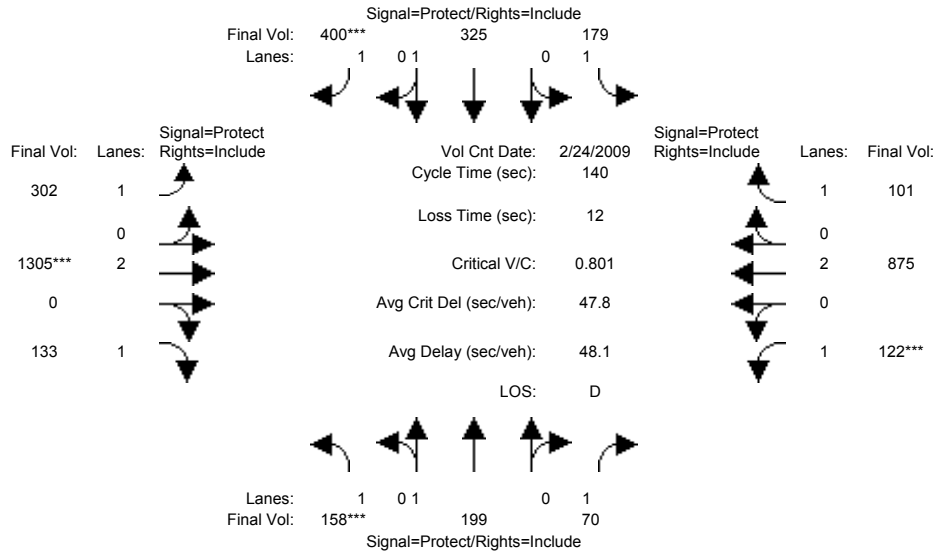 Signal=Protect/Rights=Include
Final Vol: 400*** 325 179
Lanes: 1 0 1 0 1
Signal=Protect
Final Vol: Lanes: Rights=Include
Vol Cnt Date: 2/24/2009
Signal=Protect
Rights=Include Lanes: Final Vol:
Cycle Time (sec): 140
302 1
1 101
Loss Time (sec): 12
0
0
1305*** 2
Critical V/C: 0.801
2 875
0 0
Avg Crit Del (sec/veh): 47.8
0
133 1
Avg Delay (sec/veh): 48.1
1 122***
LOS: D
Lanes: 1 0 1 0 1
Final Vol: 158*** 199 70
Signal=Protect/Rights=Include